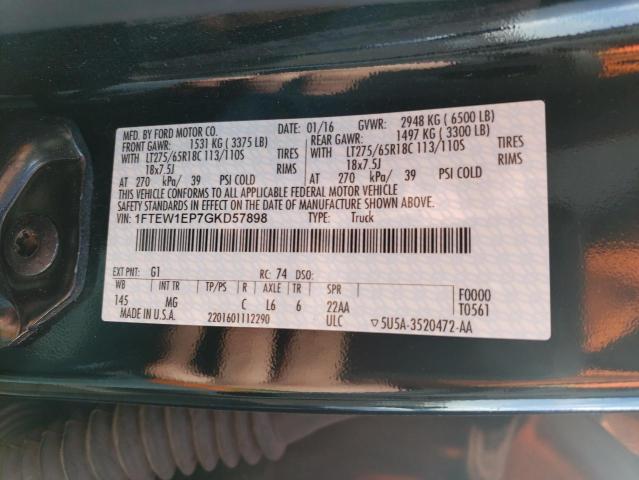 MFD. BY FORD MOTOR CO. DATE: 01/16 GVWR: 2948 KG ( 6500 LB)
FRONT GAWR: 1531 KG ( 3375 LB) REAR GAWR: 1497 KG ( 3300 LB)
WITH LT275/65R18C 113/110S TIRES WITH LT275/65R18C 113/110S TIRES
18x7.5J RIMS 18x7.5J RIMS
AT 270 kPa/ 39 PSI COLD AT 270 kPa/ 39 PSI COLD
THIS VEHICLE CONFORMS TO ALL APPLICABLE FEDERAL MOTOR VEHICLE
SAFETY STANDARDS IN EFFECT ON THE DATE OF MANUFACTURE SHOWN ABOVE.
VIN: 1FTEW1EP7GKD57898 TYPE: Truck
EXT PNT: G1 RC: 74 DSO:
WB INT TR TP/PS R AXLE TR SPR F0000
145 MG C L6 6 22AA T0561
MADE IN U.S.A. 2201601112290 ULC ▽5U5A-3520472-AA